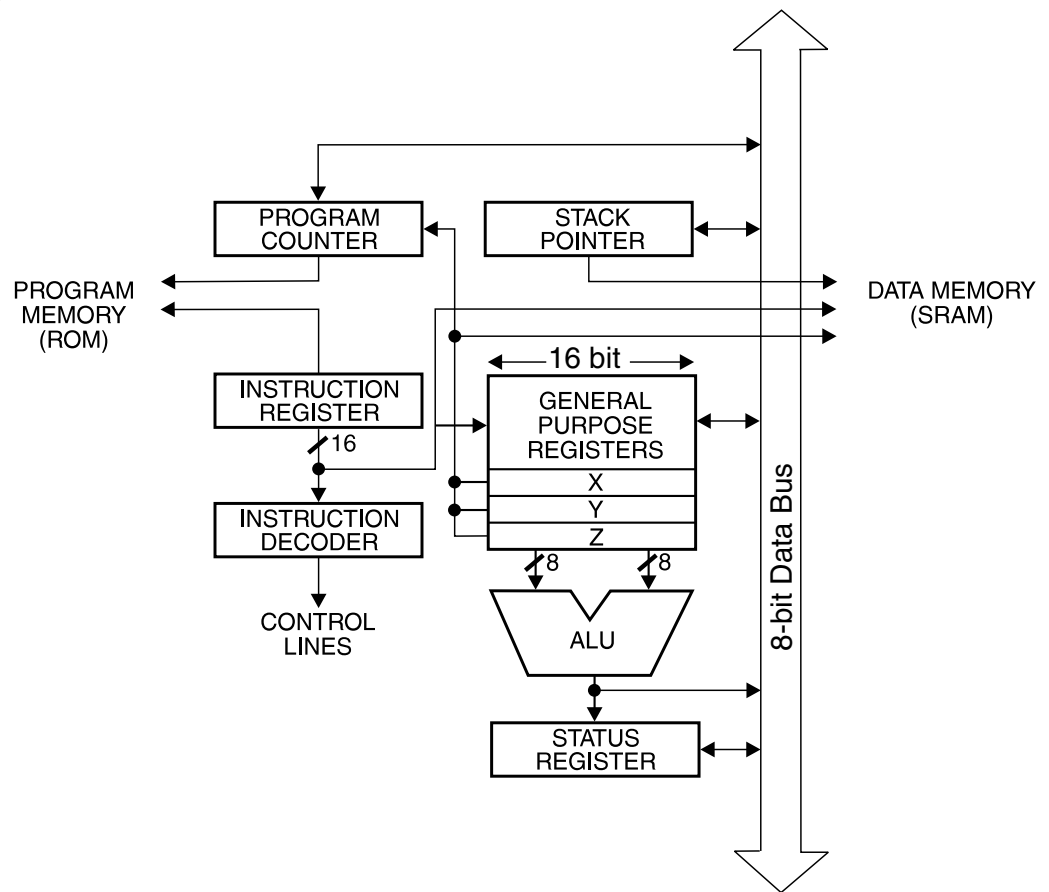 PROGRAM
COUNTER
STACK
POINTER
PROGRAM
MEMORY
(ROM)
DATA MEMORY
(SRAM)
16 bit
INSTRUCTION
REGISTER
GENERAL
PURPOSE
REGISTERS
16
X
Y
Z
INSTRUCTION
DECODER
8
8
CONTROL
LINES
ALU
8-bit Data Bus
STATUS
REGISTER